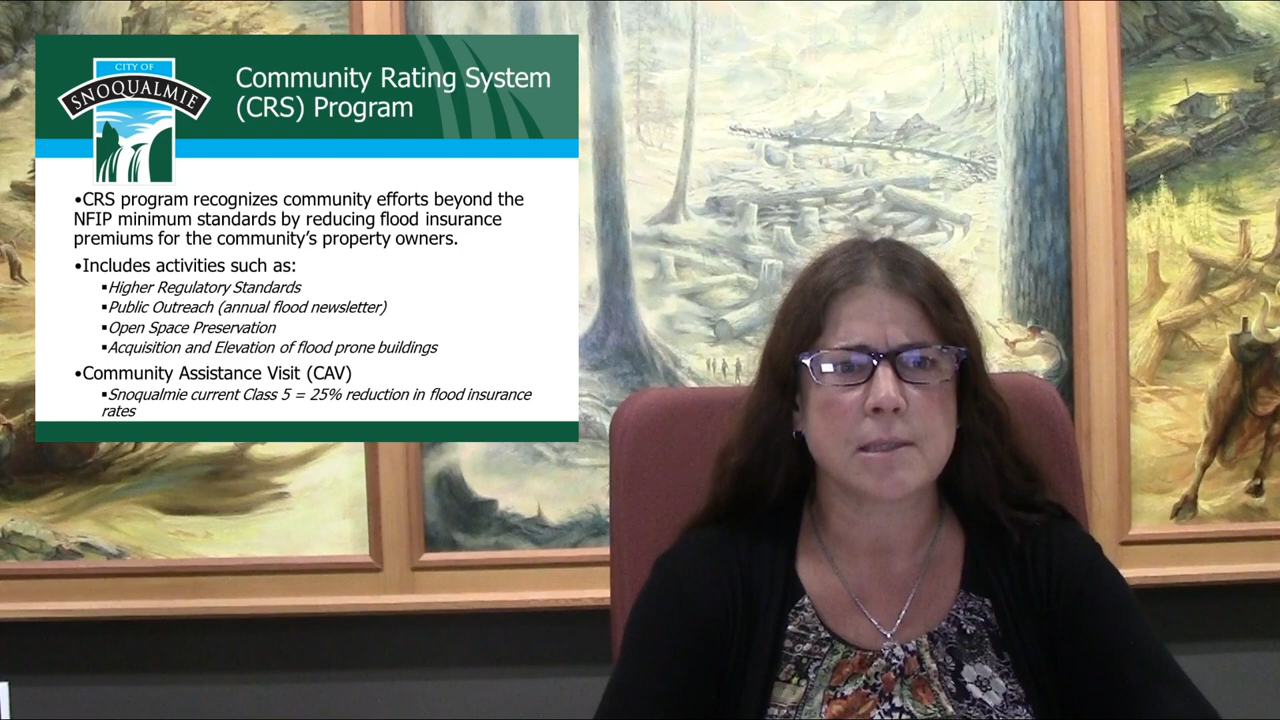 CITY OF
SNOQUALMIE
Community Rating System
(CRS) Program
•CRS program recognizes community efforts beyond the
NFIP minimum standards by reducing flood insurance
premiums for the community's property owners.
•Includes activities such as:
▪Higher Regulatory Standards
▪Public Outreach (annual flood newsletter)
▪Open Space Preservation
▪Acquisition and Elevation of flood prone buildings
•Community Assistance Visit (CAV)
▪Snoqualmie current Class 5 = 25% reduction in flood insurance
rates